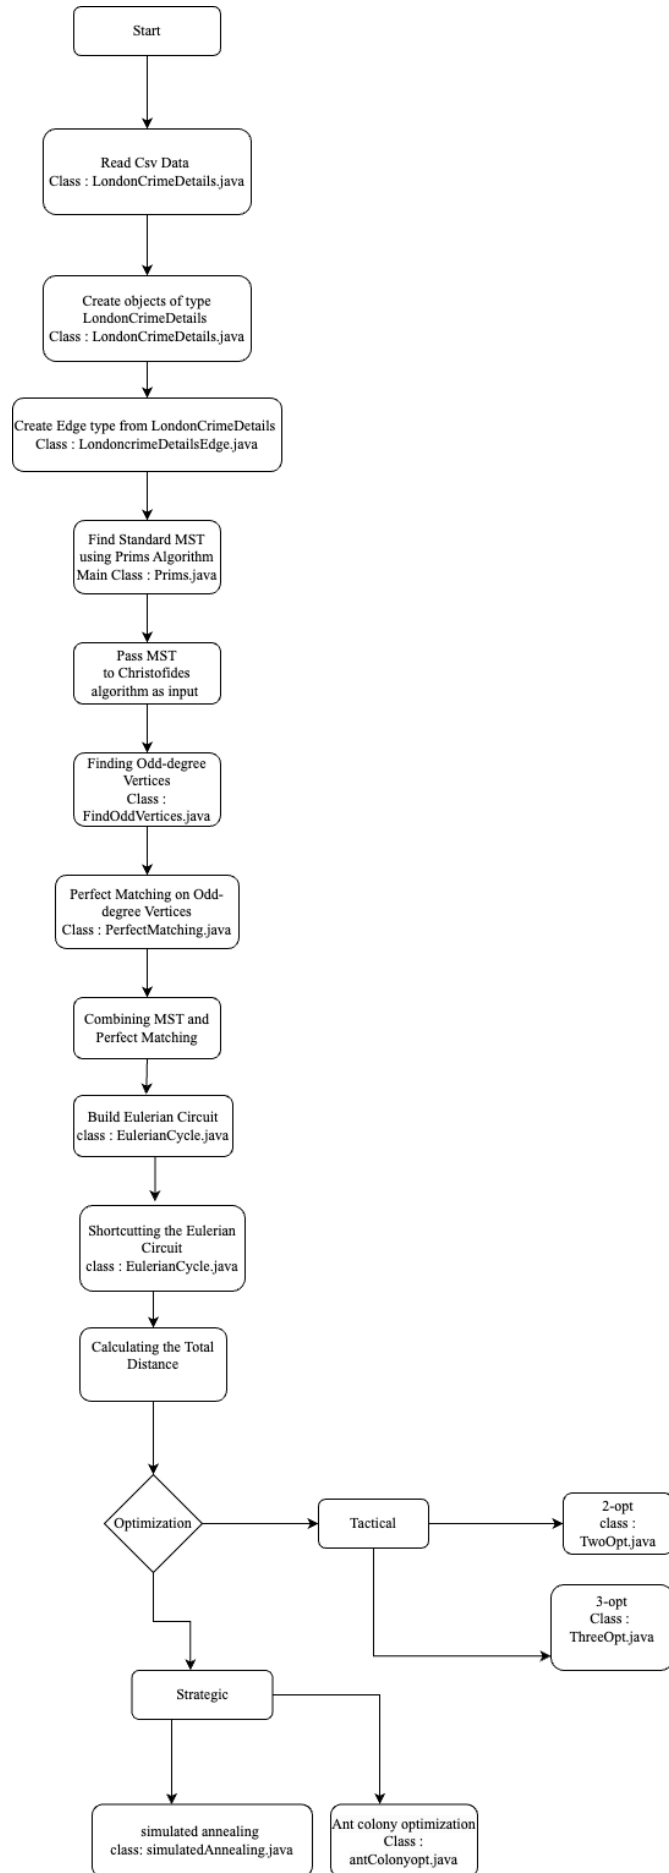 Start
Read Csv Data
Class : LondonCrimeDetails.java
Create objects of type
LondonCrimeDetails
Class : LondonCrimeDetails.java
Create Edge type from LondonCrimeDetails
Class : LondoncrimeDetailsEdge.java
Find Standard MST
using Prims Algorithm
Main Class : Prims.java
Pass MST
to Christofides
algorithm as input
Finding Odd-degree
Vertices
Class :
FindOddVertices.java
Perfect Matching on Odd-
degree Vertices
Class : PerfectMatching.java
Combining MST and
Perfect Matching
Build Eulerian Circuit
class : EulerianCycle.java
Shortcutting the Eulerian
Circuit
class : EulerianCycle.java
Calculating the Total
Distance
Optimization
Tactical
2-opt
class :
TwoOpt.java
3-opt
Class :
ThreeOpt.java
Strategic
simulated annealing
class: simulatedAnnealing.java
Ant colony optimization
Class :
antColonyopt.java